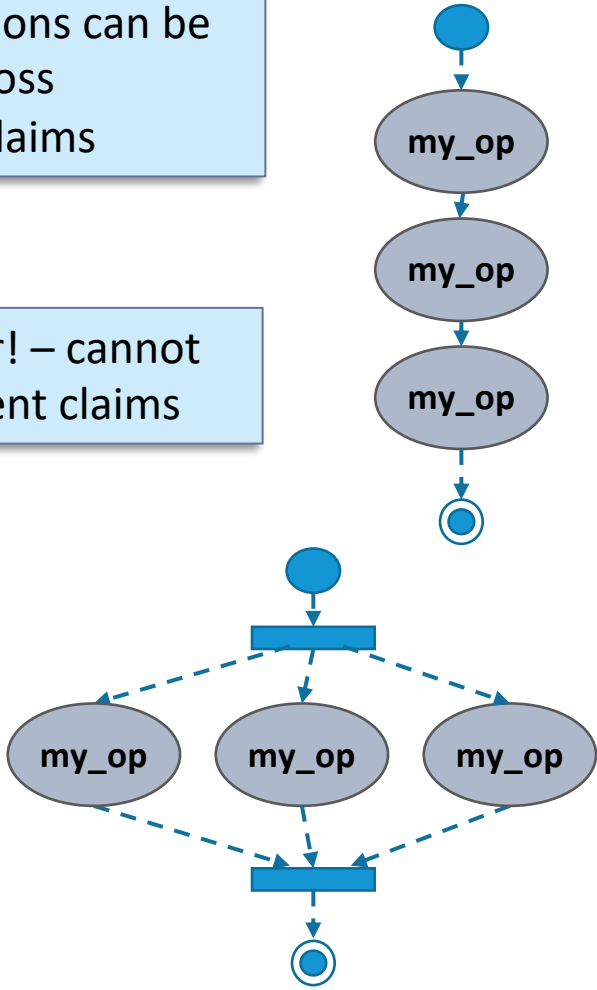 ons can be
oss
laims
my_op
my_op
r! – cannot
ent claims
my_op
my_op my_op my_op